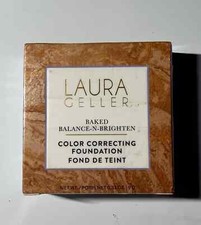 LAURA
GELLER
BAKED
BALANCE-N-BRIGHTEN
COLOR CORRECTING
FOUNDATION
FOND DE TEINT